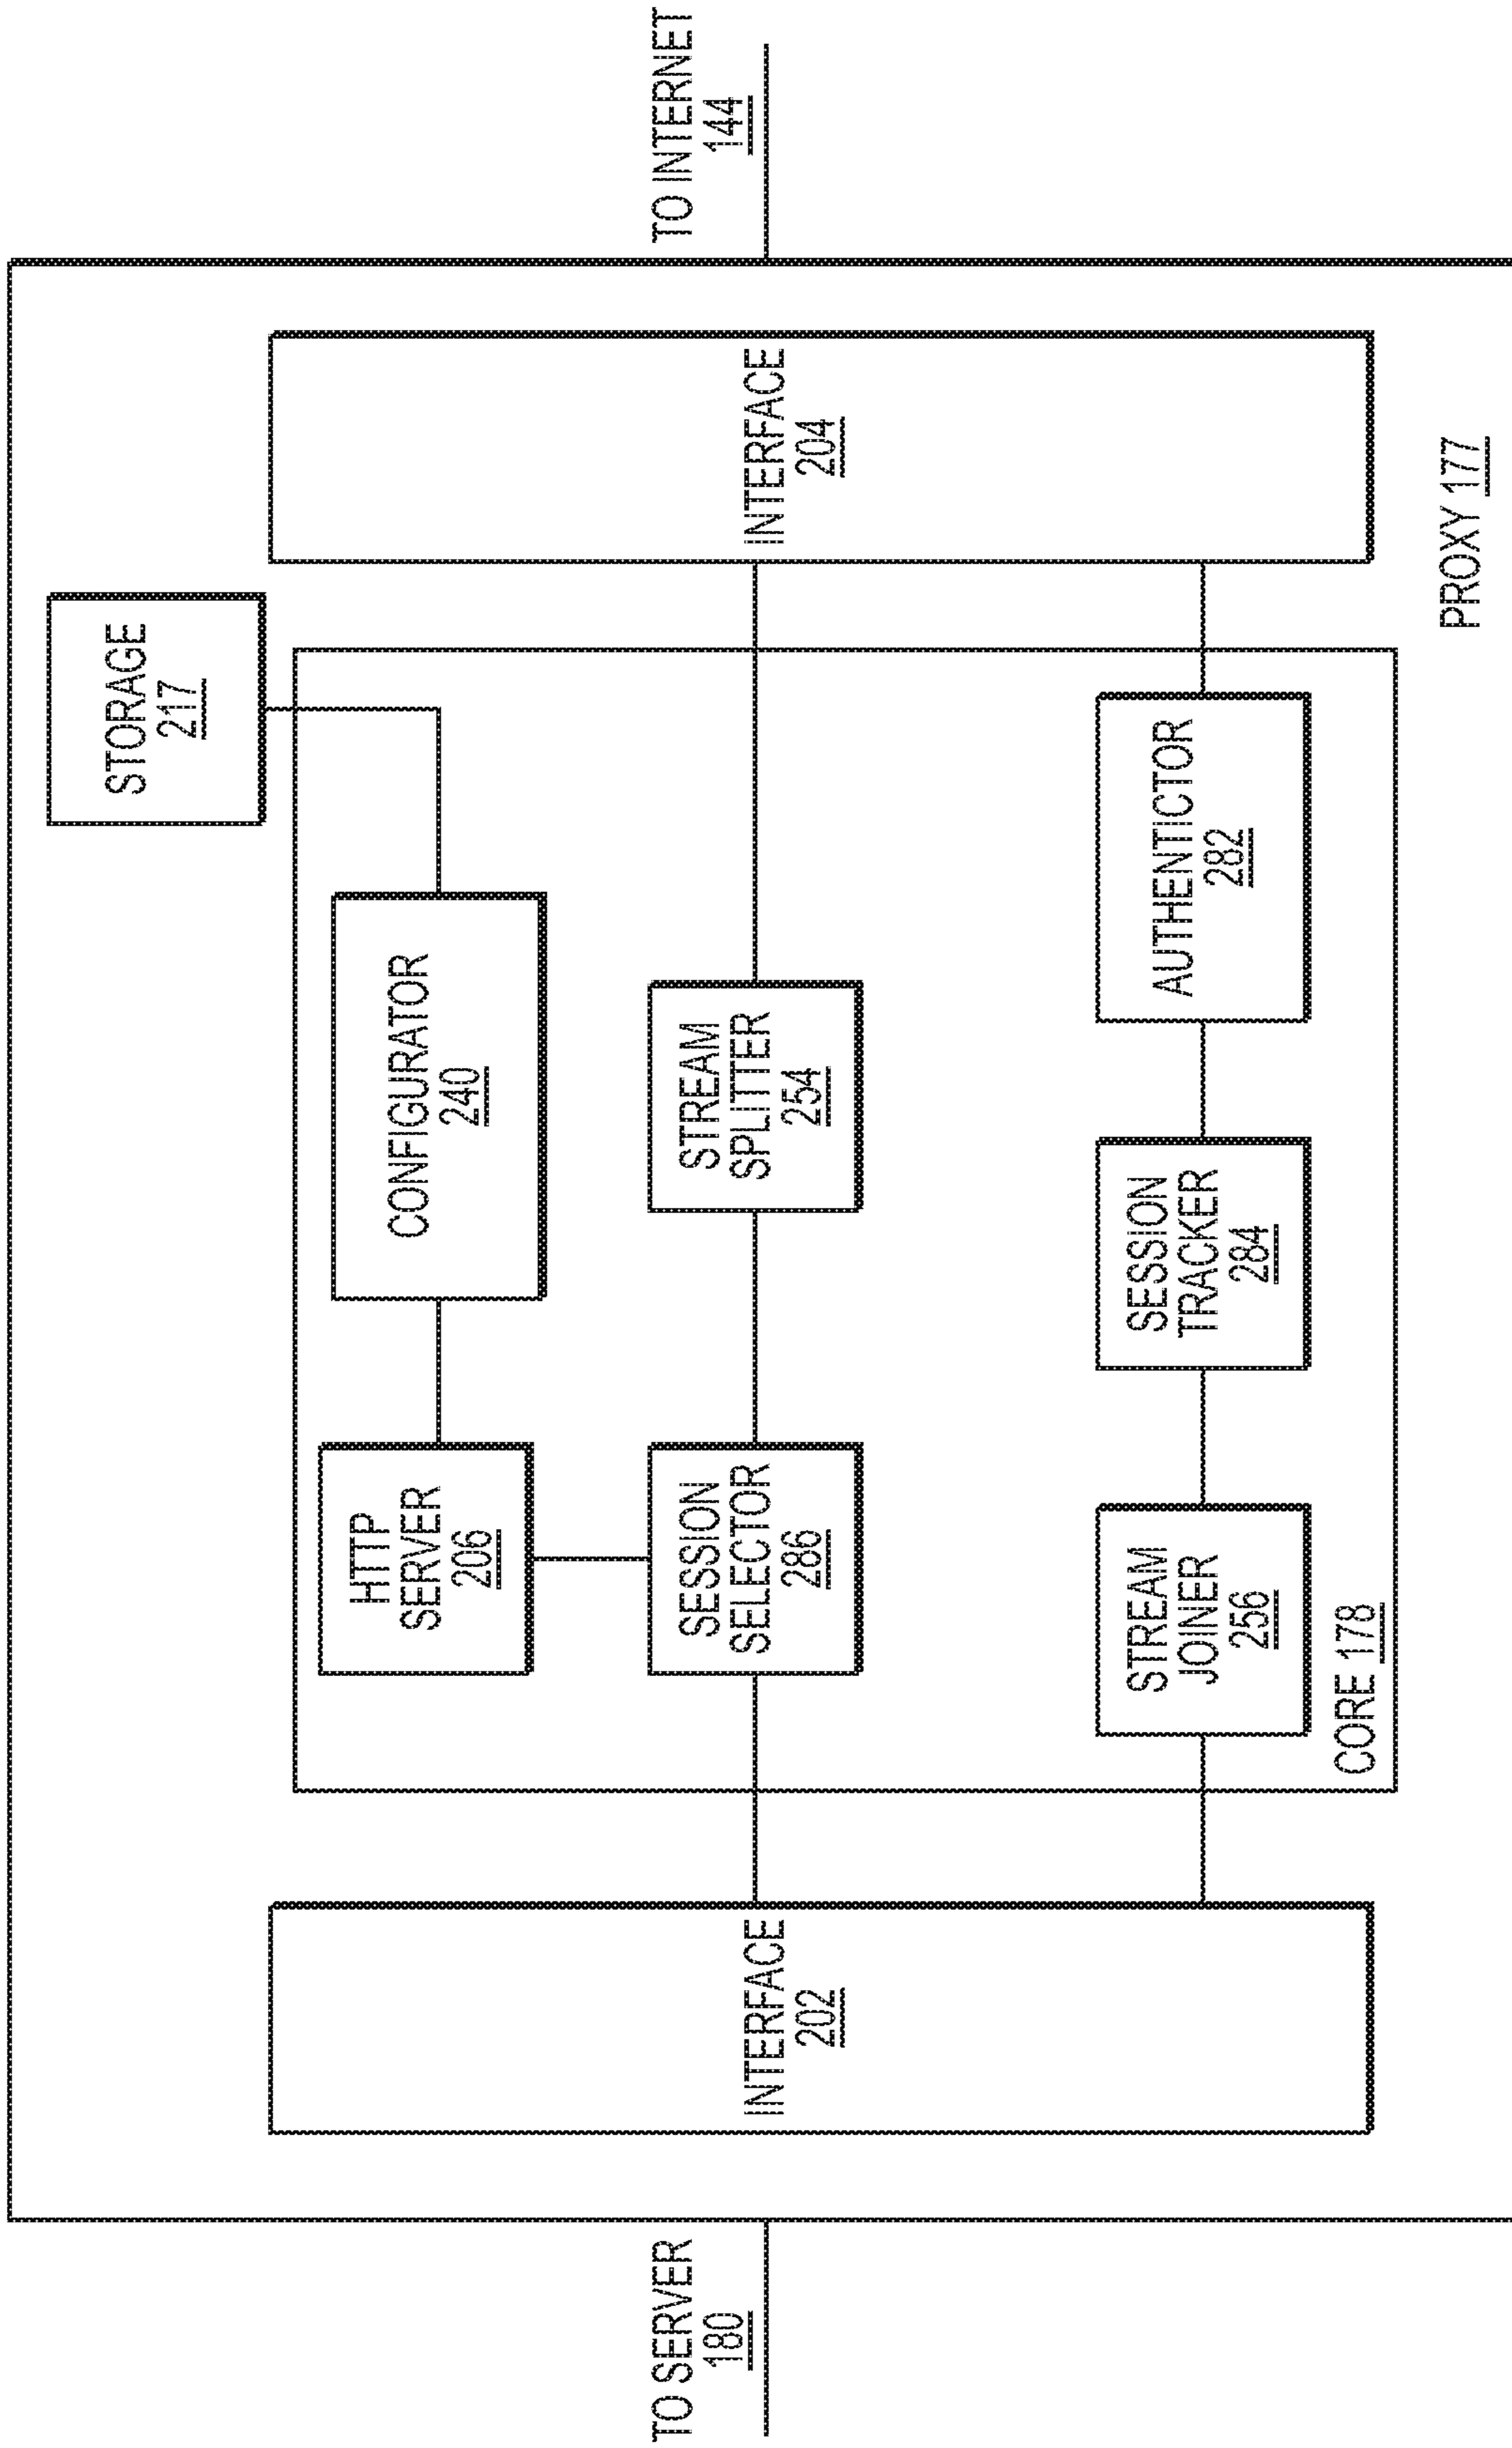 STORAGE
217
HTTP
SERVER
206
CONFIGURATOR
240
TO SERVER
180
INTERFACE
202
SESSION
SELECTOR
286
STREAM
SPLITTER
254
INTERFACE
204
TO INTERNET
144
STREAM
JOINER
256
SESSION
TRACKER
284
AUTHENTICTOR
282
CORE 178
PROXY 177